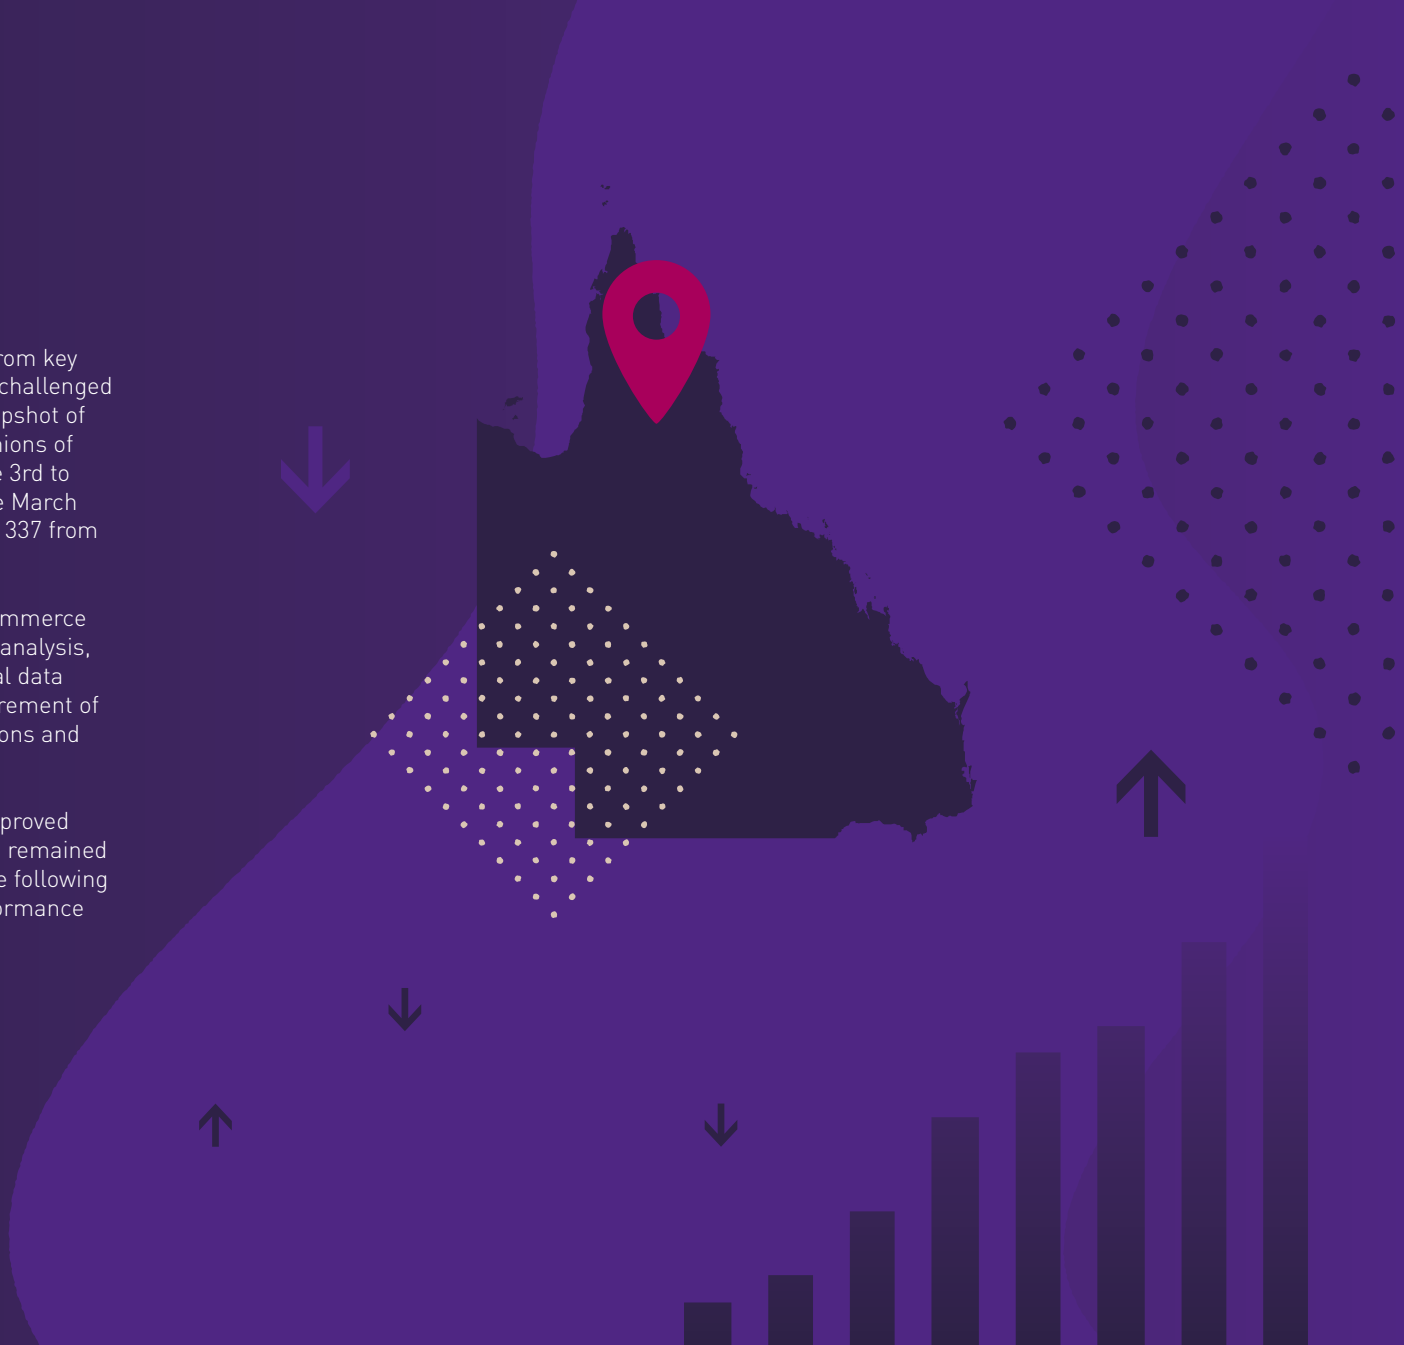 rom key
challenged
pshot of
ions of
3rd to
March
337 from
mmerce
analysis,
al data
rement of
ons and
proved
remained
following
ormance